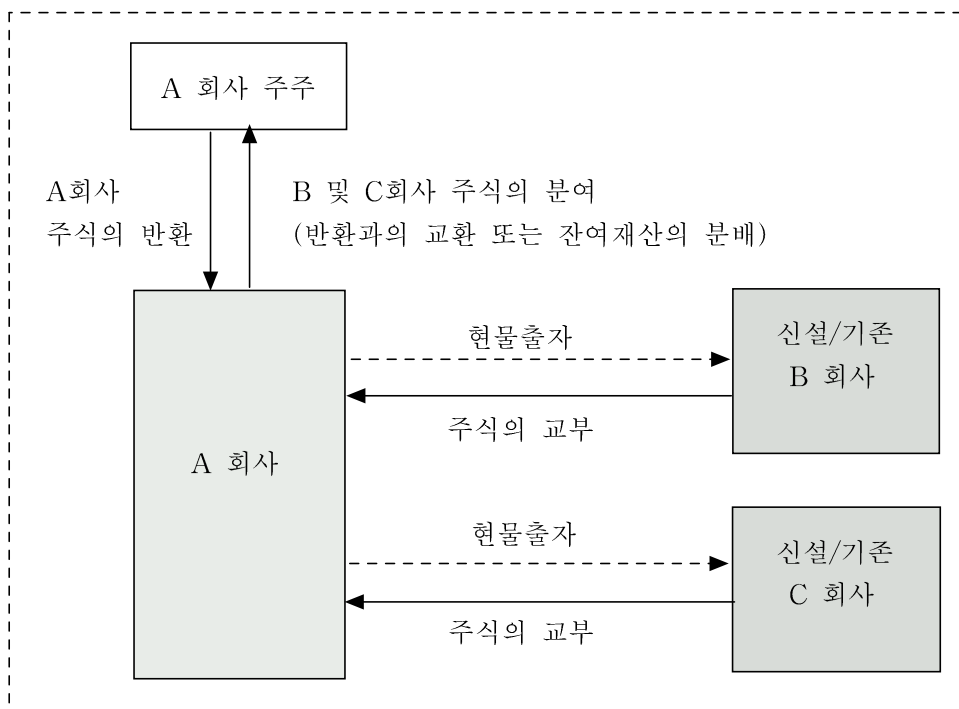 A 회사 주주
A회사
주식의 반환
B 및 C회사 주식의 분여
(반환과의 교환 또는 잔여재산의 분배)
현물출자
주식의 교부
신설/기존
B 회사
A 회사
현물출자
주식의 교부
신설/기존
C 회사